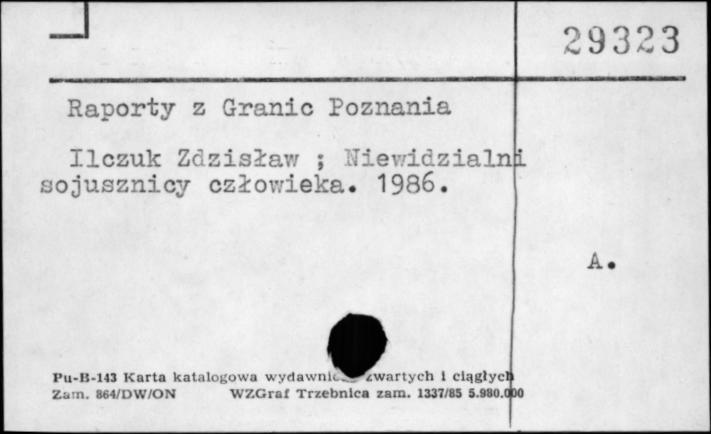 29323
Raporty z Granic Poznania
Ilczuk Zdzisław ; Niewidzialni
sojusznicy człowieka. 1986.
A.
Pu-B-143 Karta katalogowa zwartych i ciągłych
Zam. 864/DW/ON WZGraf Trzebnica zam. 1337/85 5.980.000